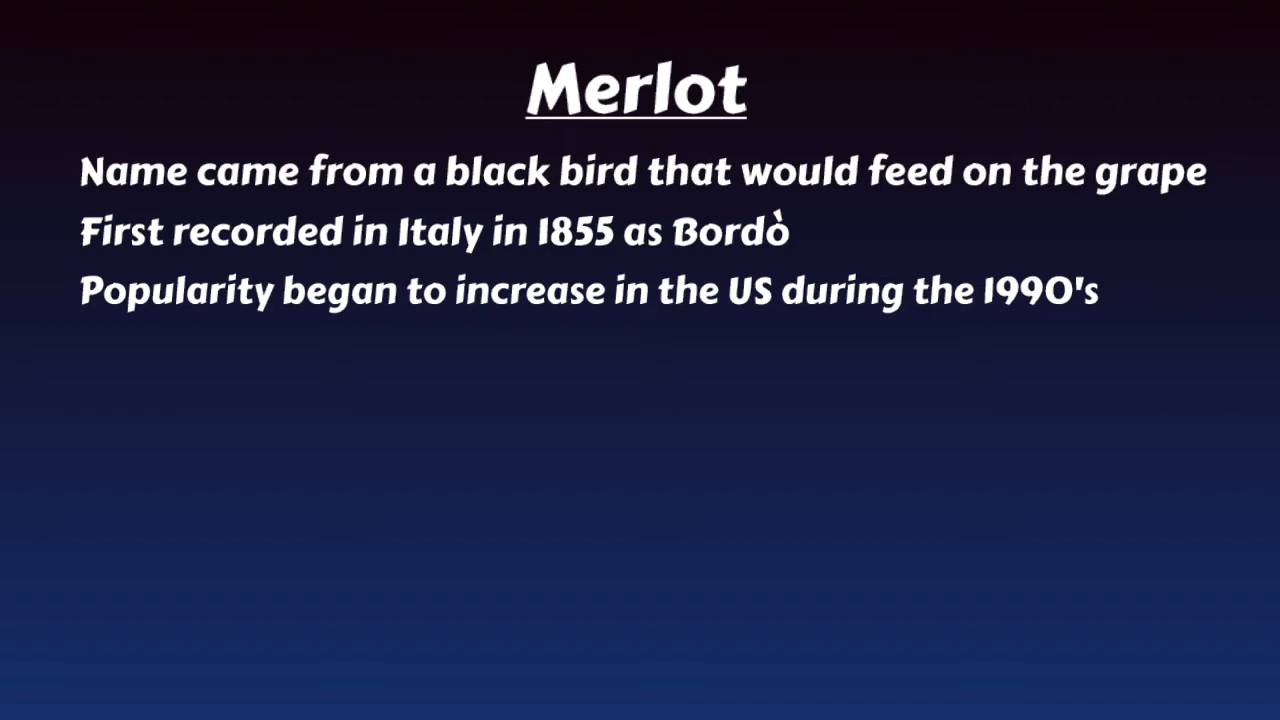 Merlot
Name came from a black bird that would feed on the grape
First recorded in Italy in 1855 as Bordò
Popularity began to increase in the US during the 1990's